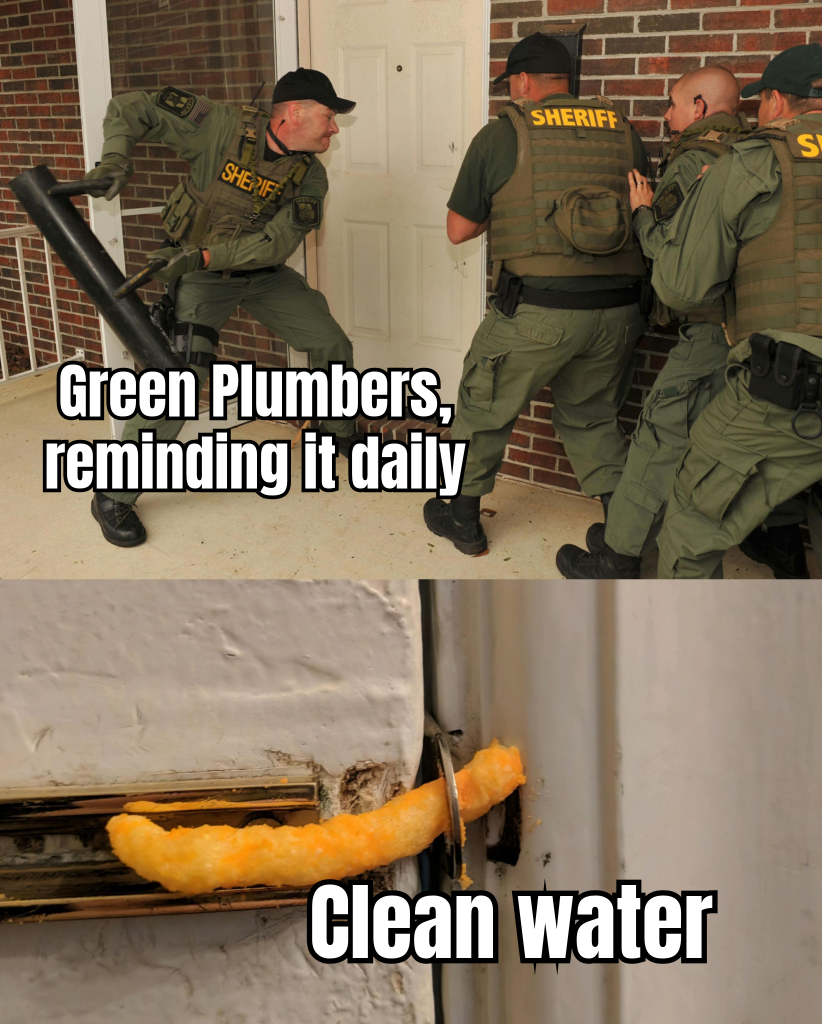 SHERIFF
SHERIFF
Green Plumbers,
reminding it daily
Clean water